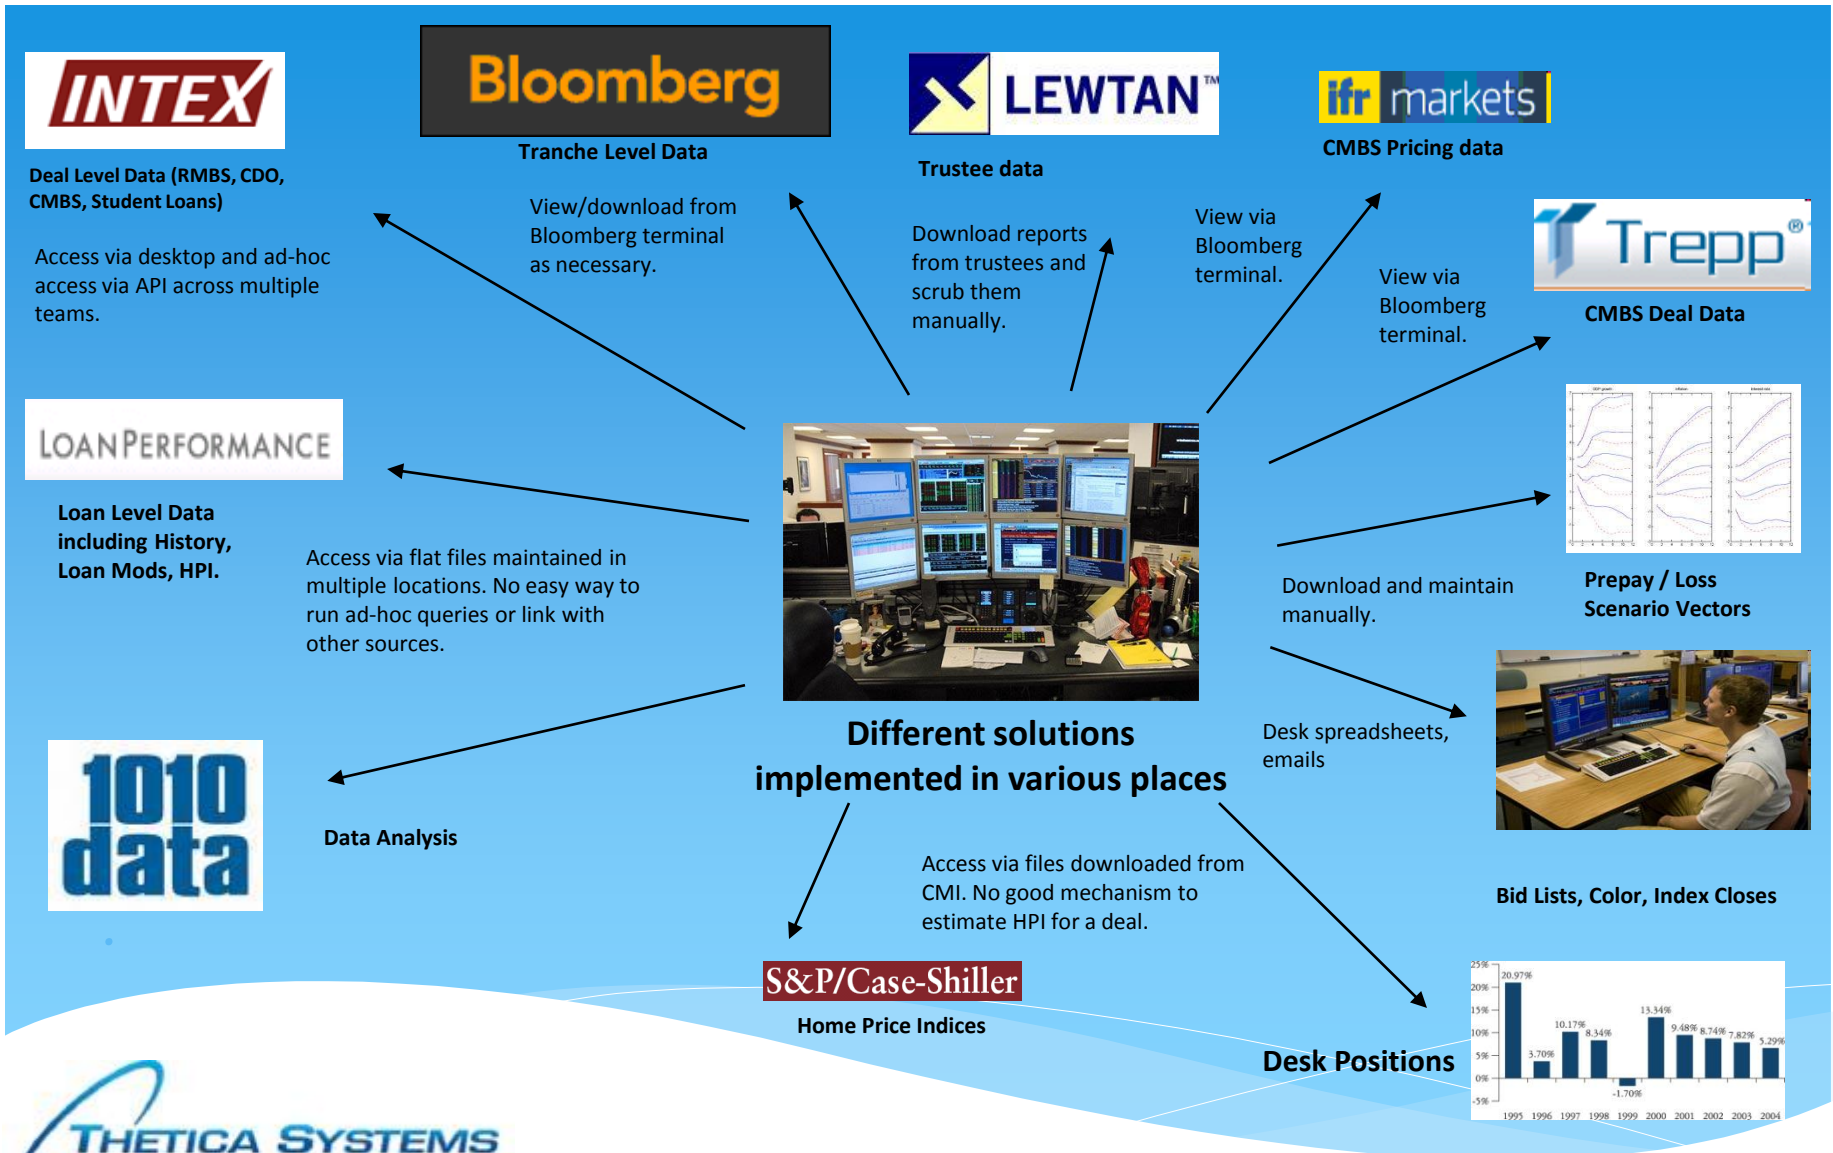 INTEX
Deal Level Data (RMBS, CDO,
CMBS, Student Loans)
Access via desktop and ad-hoc
access via API across multiple
teams.
Bloomberg
Tranche Level Data
View/download from
Bloomberg terminal
as necessary.
LEWTAN™
Trustee data
Download reports
from trustees and
scrub them
manually.
ifr markets
CMBS Pricing data
View via
Bloomberg
terminal.
Trepp®
CMBS Deal Data
View via
Bloomberg
terminal.
LOANPERFORMANCE
Loan Level Data
including History,
Loan Mods, HPI.
Access via flat files maintained in
multiple locations. No easy way to
run ad-hoc queries or link with
other sources.
Prepay / Loss
Scenario Vectors
Download and maintain
manually.
Different solutions
implemented in various places
Desk spreadsheets,
emails
Bid Lists, Color, Index Closes
1010
data
Data Analysis
Access via files downloaded from
CMI. No good mechanism to
estimate HPI for a deal.
S&P/Case-Shiller
Home Price Indices
Desk Positions
25%
20%
15%
10%
5%
0%
-5%
20.97%
3.70%
10.17%
8.34%
-1.70%
13.34%
9.48%
8.74%
7.82%
5.29%
1995 1996 1997 1998 1999 2000 2001 2002 2003 2004
THETICA SYSTEMS